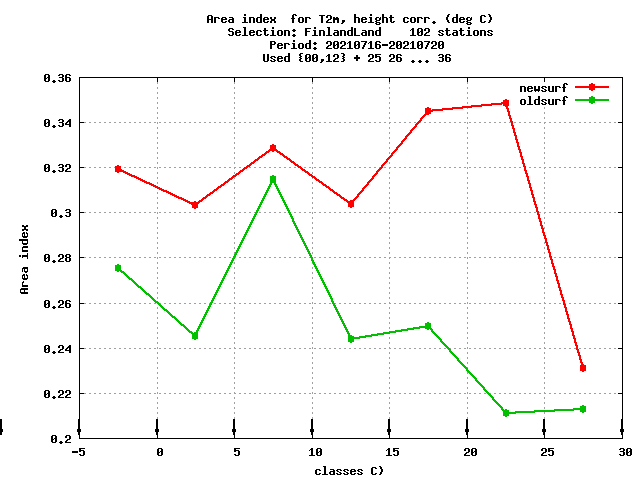 Area index  for T2m, height corr. (deg C)
Selection: FinlandLand    102 stations
Period: 20210716-20210720
Used {00,12} + 25 26 ... 36
0.36
newsurf
oldsurf
0.34
0.32
0.3
0.28
Area index
0.26
0.24
0.22
0.2
-5 0 5 10 15 20 25 30
classes C)